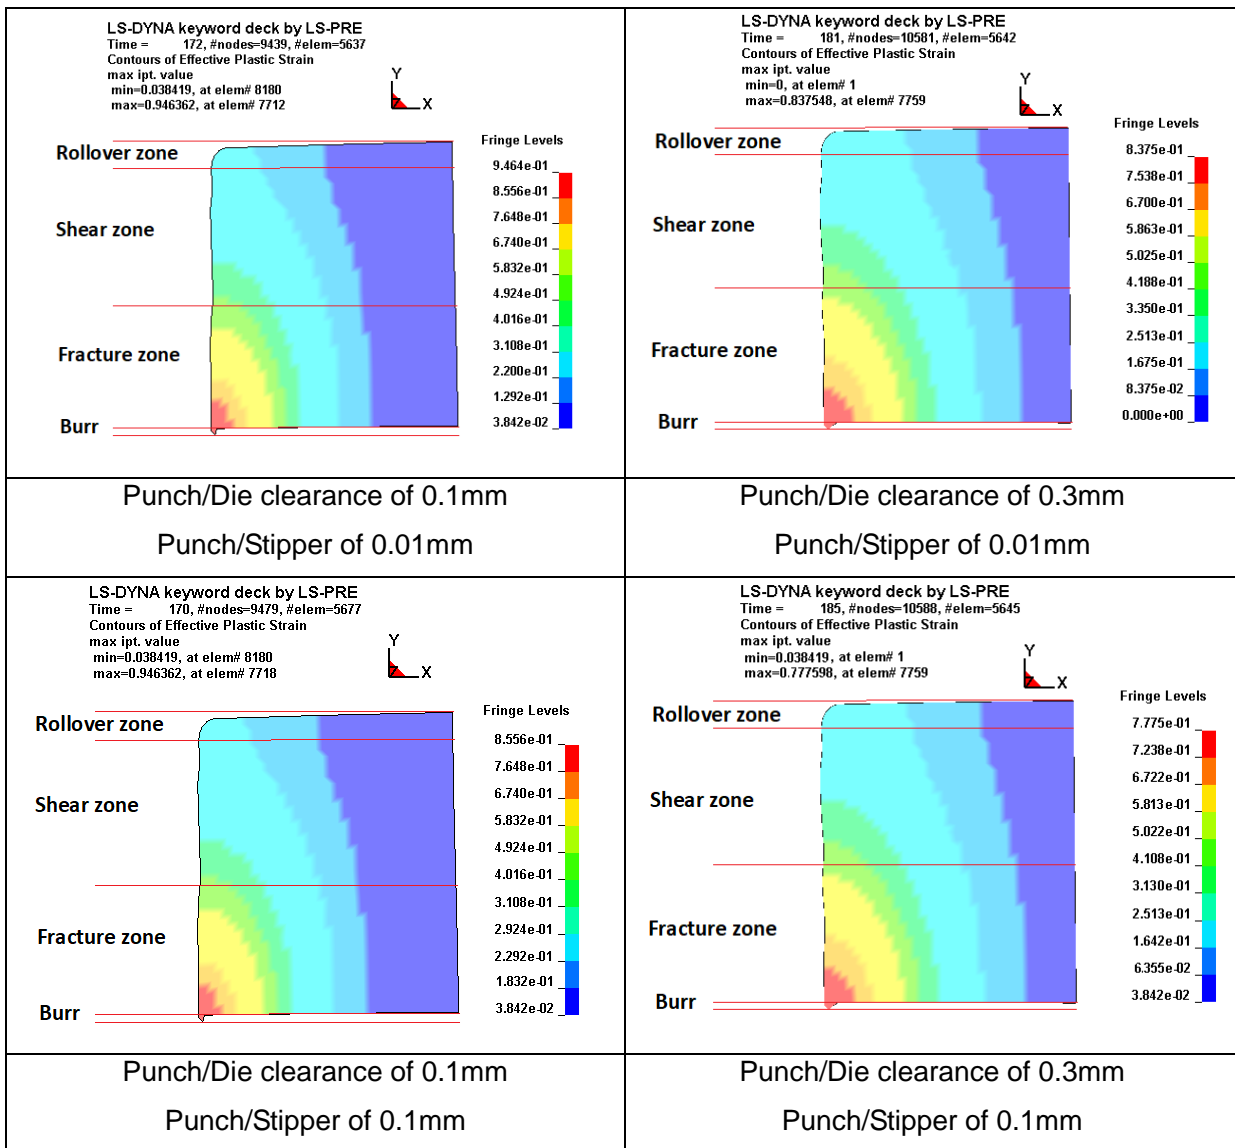 LS-DYNA keyword deck by LS-PRE
Time = 172, #nodes=9439, #elem=5637
Contours of Effective Plastic Strain
max ipt. value
min=0.038419, at elem# 8180
max=0.946362, at elem# 7712
Y
Z X
Fringe Levels
9.464e-01
8.556e-01
7.648e-01
6.740e-01
5.832e-01
4.924e-01
4.016e-01
3.108e-01
2.200e-01
1.292e-01
3.842e-02
Rollover zone
Shear zone
Fracture zone
Burr
Punch/Die clearance of 0.1mm
Punch/Stipper of 0.01mm
LS-DYNA keyword deck by LS-PRE
Time = 181, #nodes=10581, #elem=5642
Contours of Effective Plastic Strain
max ipt. value
min=0, at elem# 1
max=0.837548, at elem# 7759
Y
Z X
Fringe Levels
8.375e-01
7.538e-01
6.700e-01
5.863e-01
5.025e-01
4.188e-01
3.350e-01
2.513e-01
1.675e-01
8.375e-02
0.000e+00
Rollover zone
Shear zone
Fracture zone
Burr
Punch/Die clearance of 0.3mm
Punch/Stipper of 0.01mm
LS-DYNA keyword deck by LS-PRE
Time = 170, #nodes=9479, #elem=5677
Contours of Effective Plastic Strain
max ipt. value
min=0.038419, at elem# 8180
max=0.946362, at elem# 7718
Y
Z X
Fringe Levels
8.556e-01
7.648e-01
6.740e-01
5.832e-01
4.924e-01
4.016e-01
3.108e-01
2.924e-01
2.292e-01
1.832e-01
3.842e-02
Rollover zone
Shear zone
Fracture zone
Burr
Punch/Die clearance of 0.1mm
Punch/Stipper of 0.1mm
LS-DYNA keyword deck by LS-PRE
Time = 185, #nodes=10588, #elem=5645
Contours of Effective Plastic Strain
max ipt. value
min=0.038419, at elem# 1
max=0.777598, at elem# 7759
Y
Z X
Fringe Levels
7.775e-01
7.238e-01
6.722e-01
5.813e-01
5.022e-01
4.108e-01
3.130e-01
2.513e-01
1.642e-01
6.355e-02
3.842e-02
Rollover zone
Shear zone
Fracture zone
Burr
Punch/Die clearance of 0.3mm
Punch/Stipper of 0.1mm